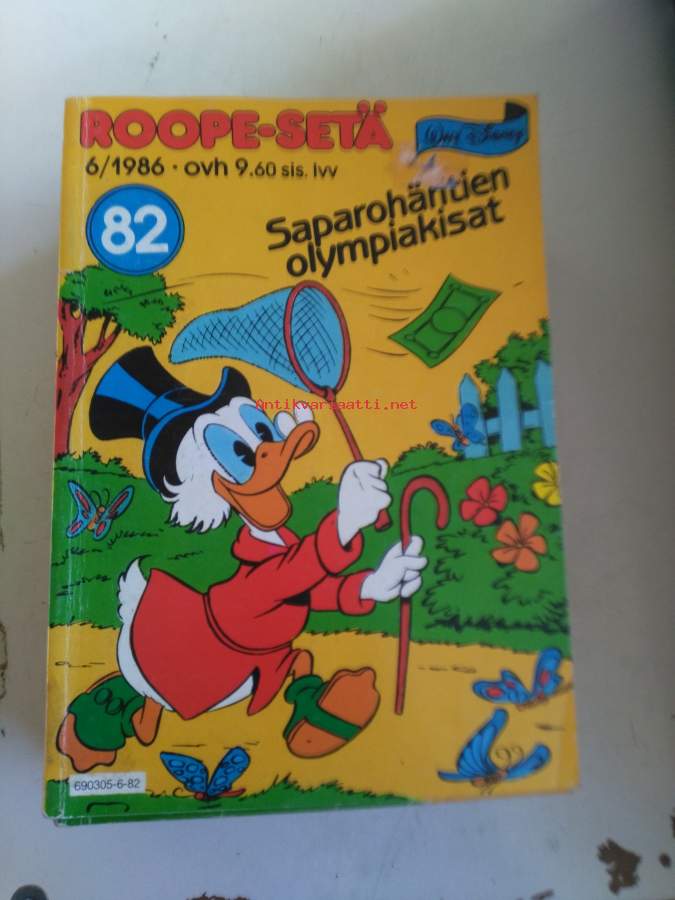 ROOPE-SETÄ
Walt Disney
6/1986 • ovh 9.60 sis. lvv
82
Saparohäntien
olympiakisat
Antikvariaatti.net
690305-6-82